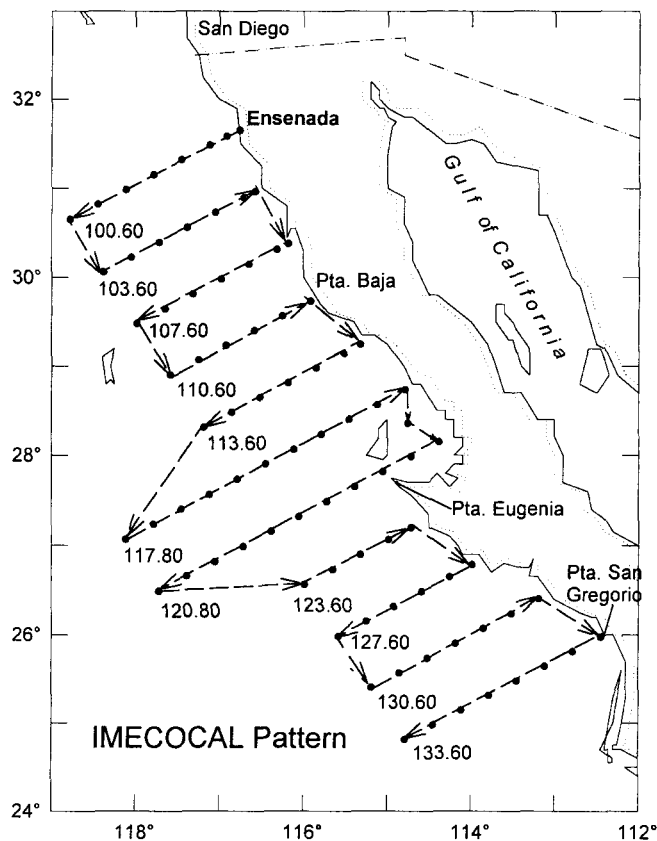 San Diego
32°
Ensenada
Gulf of California
100.60
103.60
30°
Pta. Baja
107.60
110.60
113.60
28°
Pta. Eugenia
117.80
120.80
123.60
Pta. San
Gregorio
127.60
26°
130.60
IMECOCAL Pattern
133.60
24°
118°
116°
114°
112°